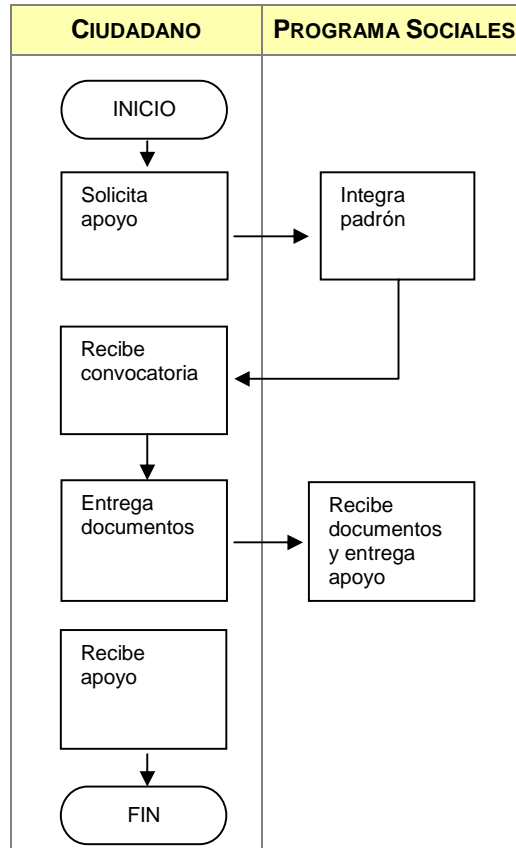 CIUDADANO
PROGRAMA SOCIALES
INICIO
Solicita
apoyo
Integra
padrón
Recibe
convocatoria
Entrega
documentos
Recibe
documentos
y entrega
apoyo
Recibe
apoyo
FIN